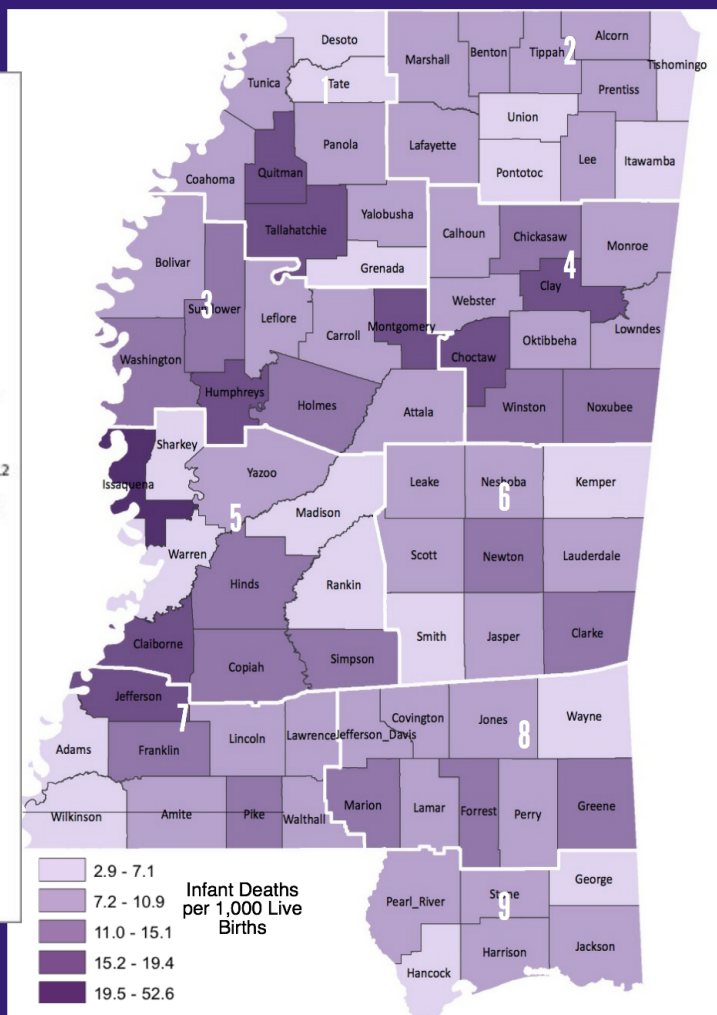 Desoto
Alcorn
2
Marshall
Benton
Tippah
Tishomingo
Tunica
1
Tate
Prentiss
Union
Panola
Lafayette
Lee
Itawamba
Quitman
Pontotoc
Coahoma
Yalobusha
Tallahatchie
Calhoun
Chickasaw
Monroe
Bolivar
Grenada
4
Clay
Webster
3
Sunflower
Leflore
Montgomery
Lowndes
Carroll
Oktibbeha
Washington
Choctaw
Humphreys
Holmes
Attala
Winston
Noxubee
Sharkey
2
Yazoo
Leake
Neshoba
Kemper
Issaquena
6
Madison
5
Warren
Scott
Newton
Lauderdale
Hinds
Rankin
Claiborne
Smith
Jasper
Clarke
Copiah
Simpson
Jefferson
7
Covington
Jones
Wayne
Adams
Franklin
Lincoln
Lawrence
Jefferson_Davis
8
Wilkinson
Amite
Pike
Walthall
Marion
Lamar
Forrest
Perry
Greene
2.9 - 7.1
7.2 - 10.9
11.0 - 15.1
15.2 - 19.4
19.5 - 52.6
Infant Deaths
per 1,000 Live
Births
George
Pearl_River
Stone
9
Harrison
Jackson
Hancock